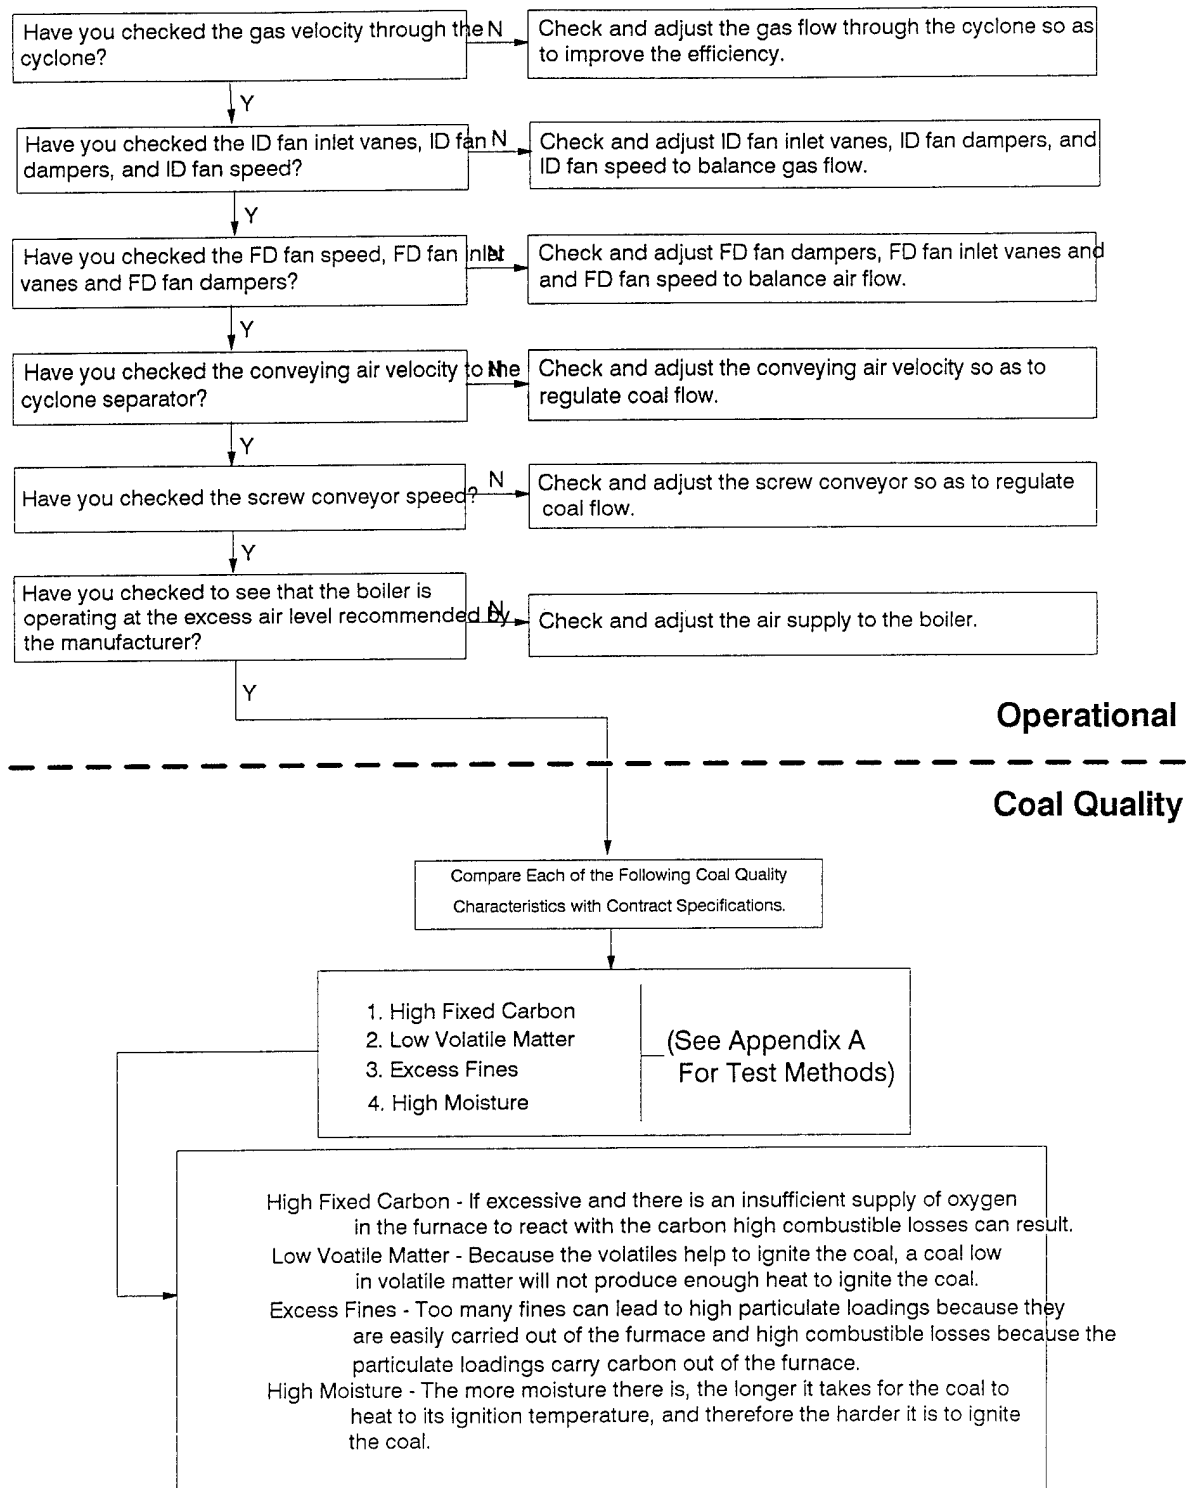 Have you checked the gas velocity through the
cyclone?
N
Check and adjust the gas flow through the cyclone so as
to improve the efficiency.
Y
Have you checked the ID fan inlet vanes, ID fan
dampers, and ID fan speed?
N
Check and adjust ID fan inlet vanes, ID fan dampers, and
ID fan speed to balance gas flow.
Y
Have you checked the FD fan speed, FD fan inlet
vanes and FD fan dampers?
N
Check and adjust FD fan dampers, FD fan inlet vanes and
and FD fan speed to balance air flow.
Y
Have you checked the conveying air velocity to the
cyclone separator?
N
Check and adjust the conveying air velocity so as to
regulate coal flow.
Y
Have you checked the screw conveyor speed?
N
Check and adjust the screw conveyor so as to regulate
coal flow.
Y
Have you checked to see that the boiler is
operating at the excess air level recommended by
the manufacturer?
N
Check and adjust the air supply to the boiler.
Y
Operational
Coal Quality
Compare Each of the Following Coal Quality
Characteristics with Contract Specifications.
1. High Fixed Carbon
2. Low Volatile Matter
3. Excess Fines
4. High Moisture
(See Appendix A
For Test Methods)
High Fixed Carbon - If excessive and there is an insufficient supply of oxygen
in the furnace to react with the carbon high combustible losses can result.
Low Voatile Matter - Because the volatiles help to ignite the coal, a coal low
in volatile matter will not produce enough heat to ignite the coal.
Excess Fines - Too many fines can lead to high particulate loadings because they
are easily carried out of the furmace and high combustible losses because the
particulate loadings carry carbon out of the furnace.
High Moisture - The more moisture there is, the longer it takes for the coal to
heat to its ignition temperature, and therefore the harder it is to ignite
the coal.